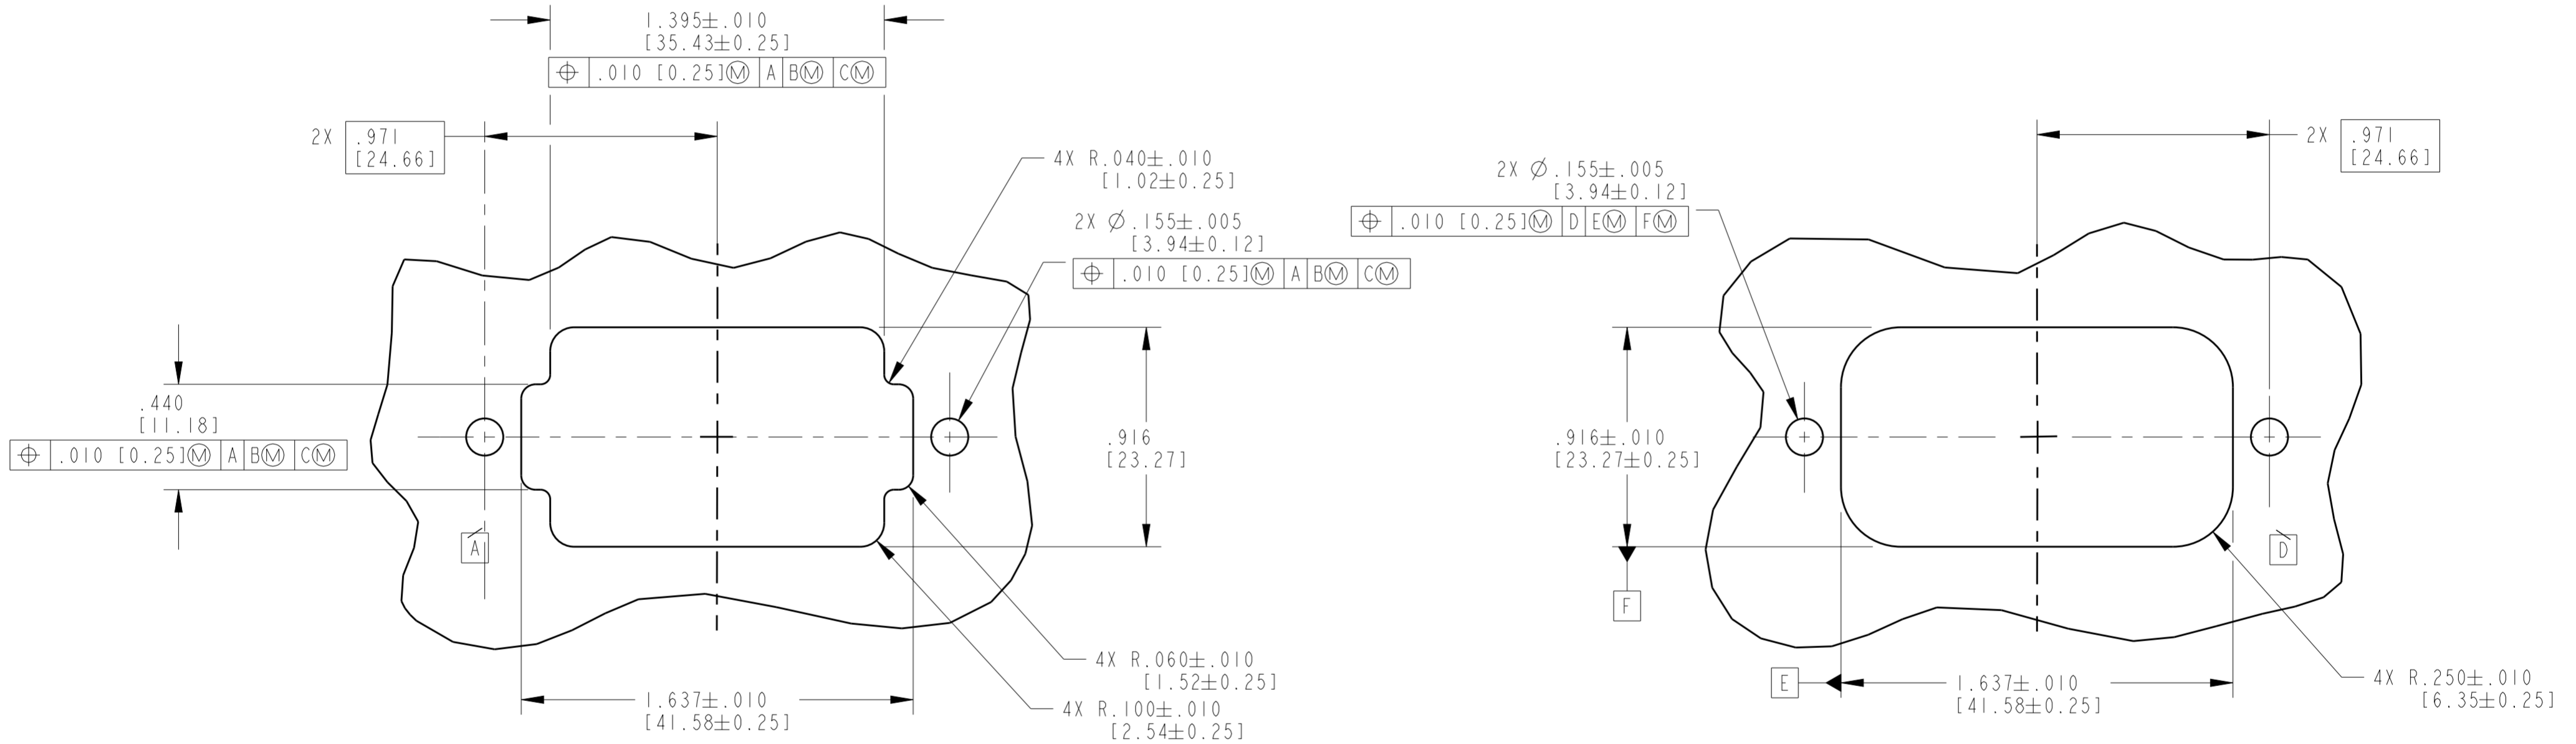 1.395±.010
[35.43±0.25]
⌖ .010 [0.25]Ⓜ A BⓂ CⓂ
2X .971
[24.66]
4X R.040±.010
[1.02±0.25]
2X Ø.155±.005
[3.94±0.12]
⌖ .010 [0.25]Ⓜ A BⓂ CⓂ
.440
[11.18]
⌖ .010 [0.25]Ⓜ A BⓂ CⓂ
.916
[23.27]
A
4X R.060±.010
[1.52±0.25]
1.637±.010
[41.58±0.25]
4X R.100±.010
[2.54±0.25]
2X .971
[24.66]
2X Ø.155±.005
[3.94±0.12]
⌖ .010 [0.25]Ⓜ D EⓂ FⓂ
.916±.010
[23.27±0.25]
D
F
E
1.637±.010
[41.58±0.25]
4X R.250±.010
[6.35±0.25]